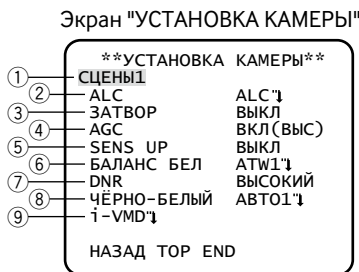 Экран "УСТАНОВКА КАМЕРЫ"
**УСТАНОВКА КАМЕРЫ**
① СЦЕНЫ1
② ALC ALC↵
③ ЗАТВОР ВЫКЛ
④ AGC ВКЛ(ВЫС)
⑤ SENS UP ВЫКЛ
⑥ БАЛАНС БЕЛ ATW1↵
⑦ DNR ВЫСОКИЙ
⑧ ЧЁРНО-БЕЛЫЙ АВТО1↵
⑨ i-VMD↵
НАЗАД TOP END